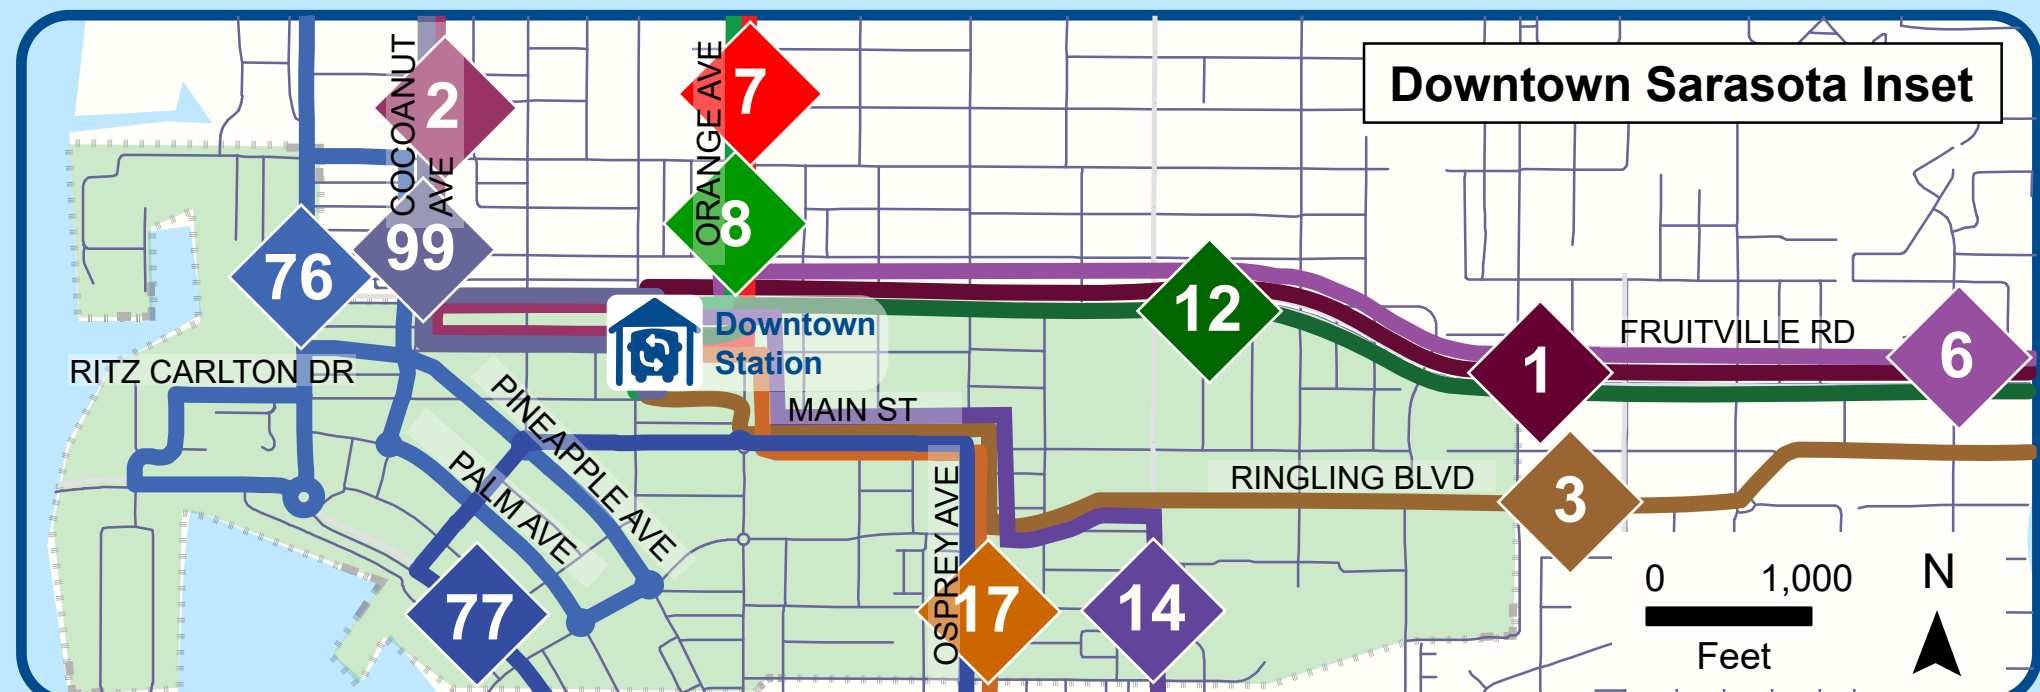 Downtown Sarasota Inset
COCOANUT
AVE
2
ORANGE AVE
7
8
76
99
12
Downtown
Station
1
FRUITVILLE RD
6
RITZ CARLTON DR
PINEAPPLE AVE
MAIN ST
PALM AVE
RINGLING BLVD
3
OSPREY AVE
77
17
14
0 1,000
Feet
N